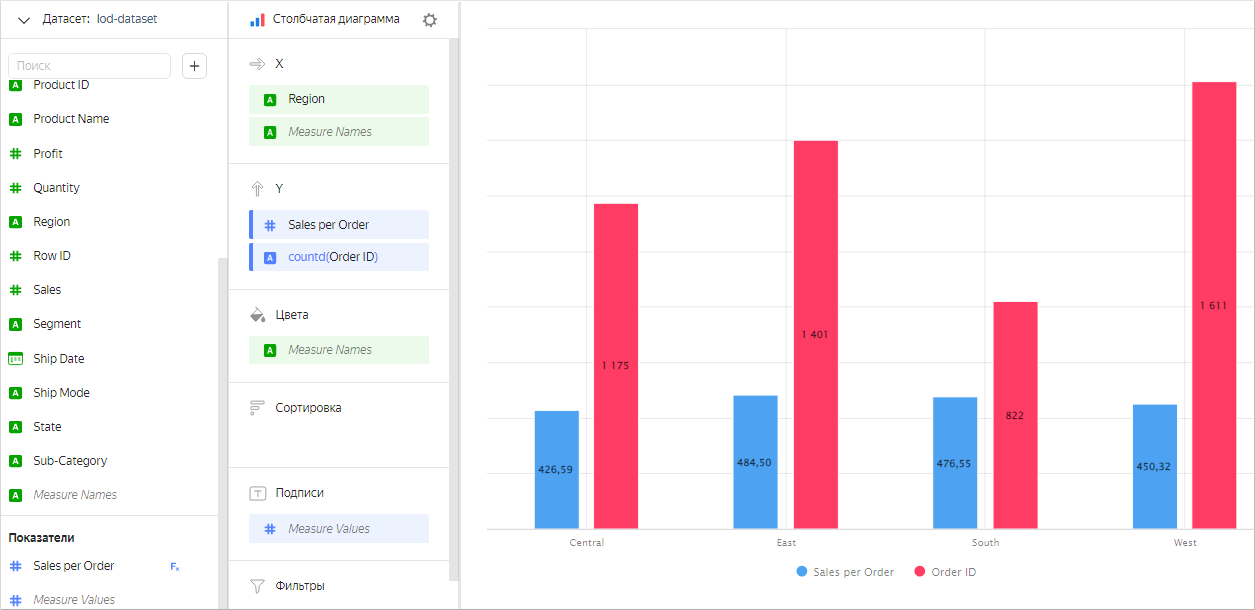 Датасет: lod-dataset
Поиск
+
Product ID
Product Name
Profit
Quantity
Region
Row ID
Sales
Segment
Ship Date
Ship Mode
State
Sub-Category
Measure Names
Показатели
Sales per Order
Measure Values
Столбчатая диаграмма
X
Region
Measure Names
Y
Sales per Order
countd(Order ID)
Цвета
Measure Names
Сортировка
Подписи
Measure Values
Фильтры
1 611
1 401
1 175
822
426,59
484,50
476,55
450,32
Central
East
South
West
Sales per Order
Order ID